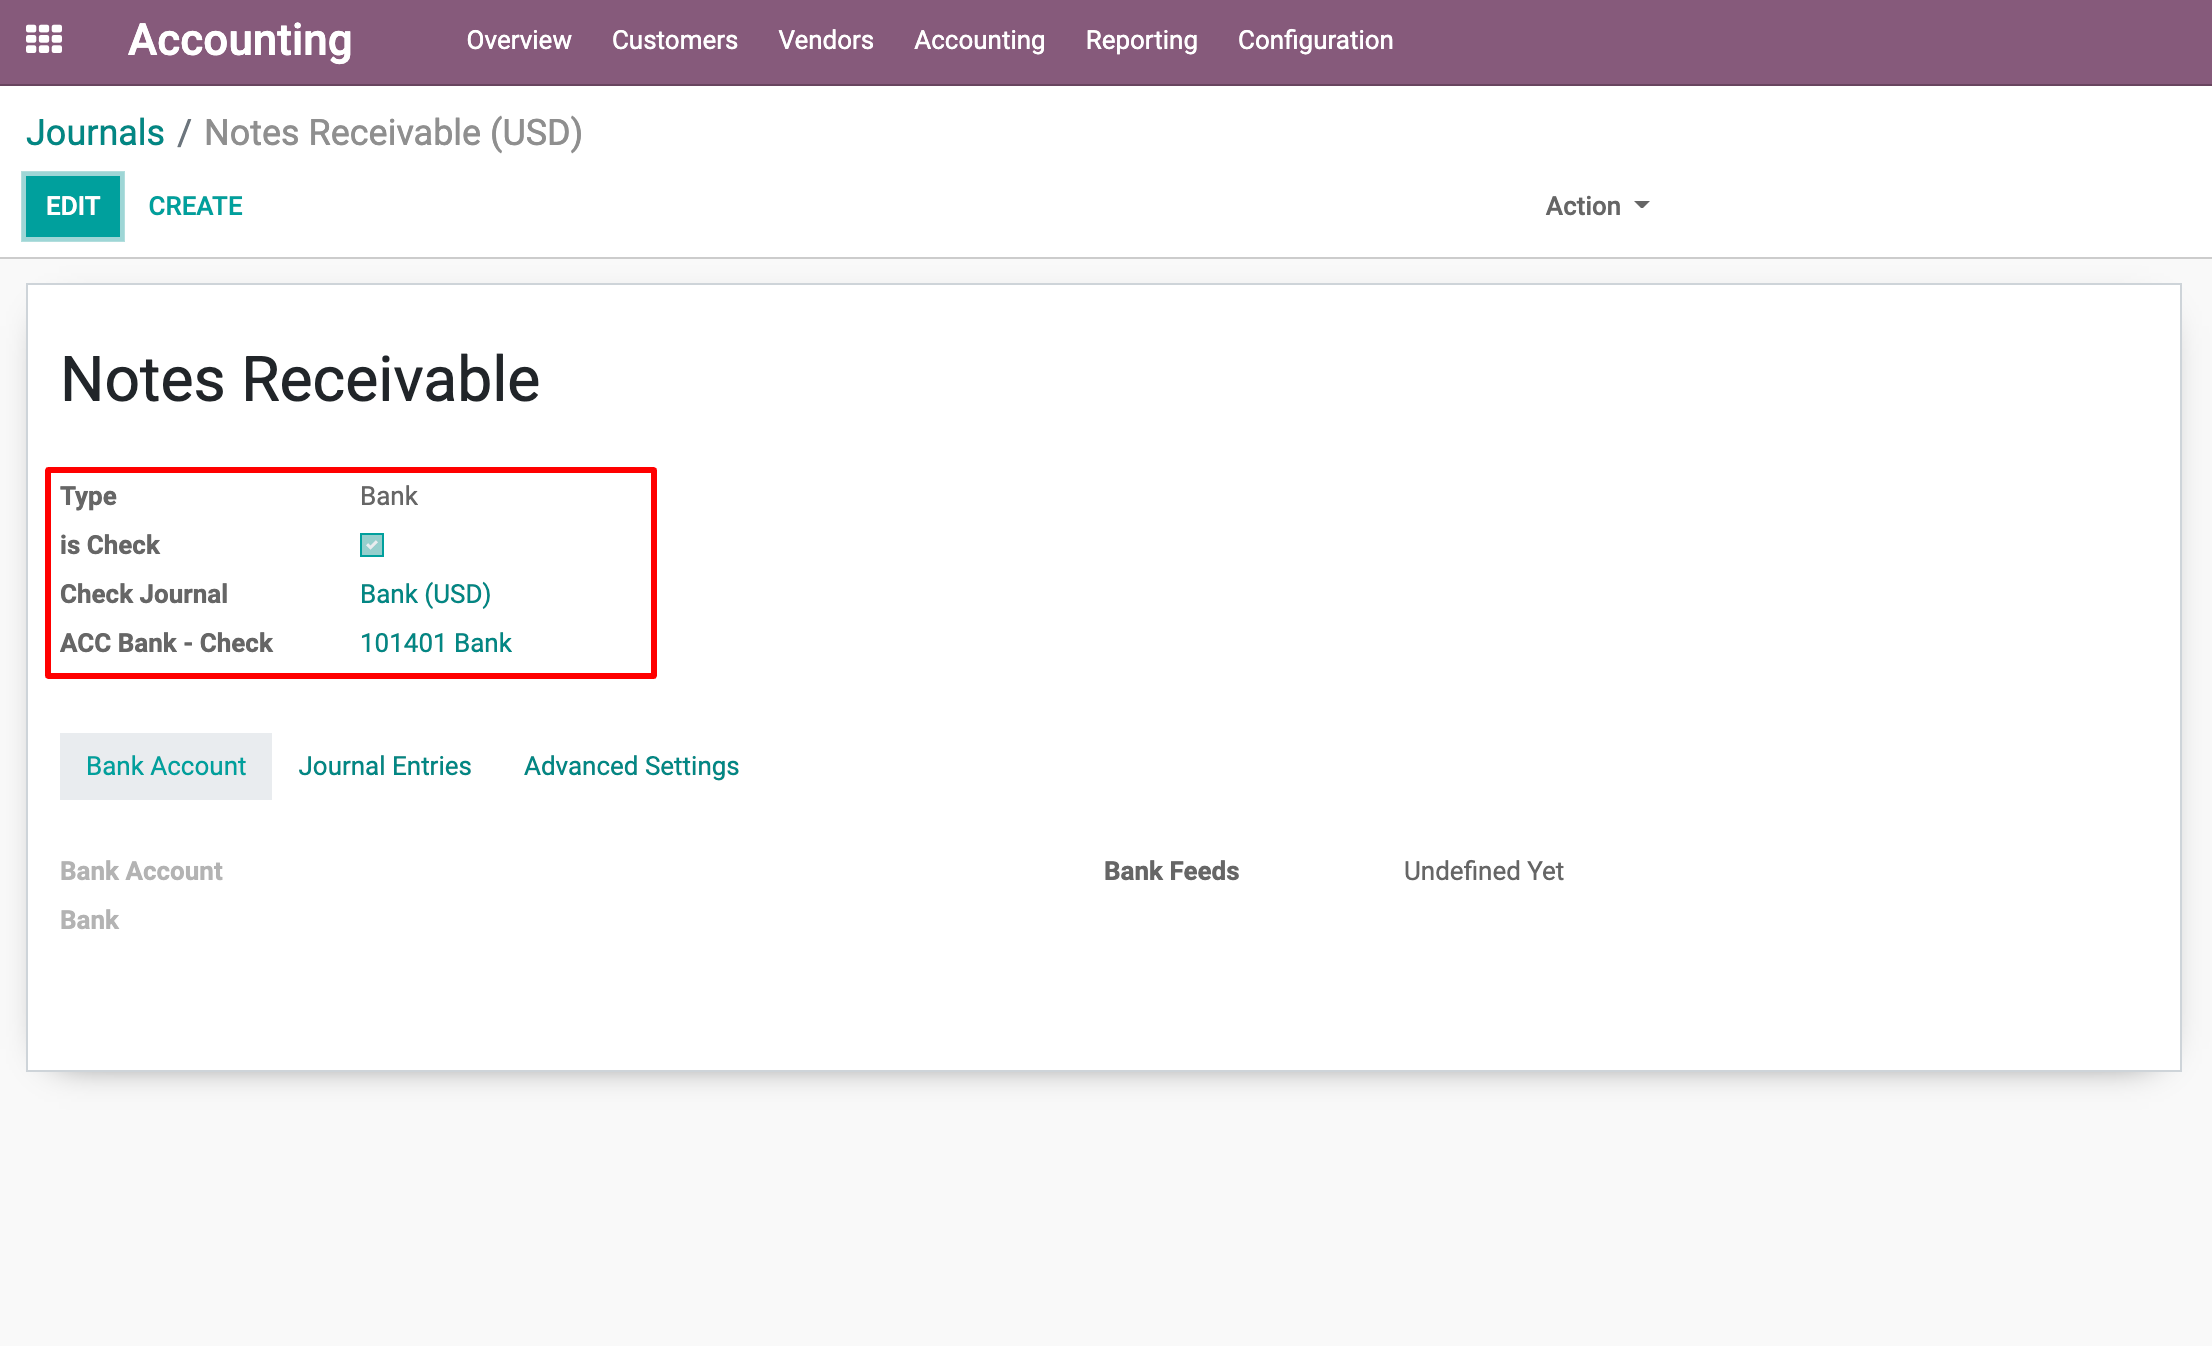 Accounting Overview Customers Vendors Accounting Reporting Configuration
Journals / Notes Receivable (USD)
EDIT CREATE Action
Notes Receivable
Type Bank
is Check
Check Journal Bank (USD)
ACC Bank - Check 101401 Bank
Bank Account Journal Entries Advanced Settings
Bank Account Bank Feeds Undefined Yet
Bank